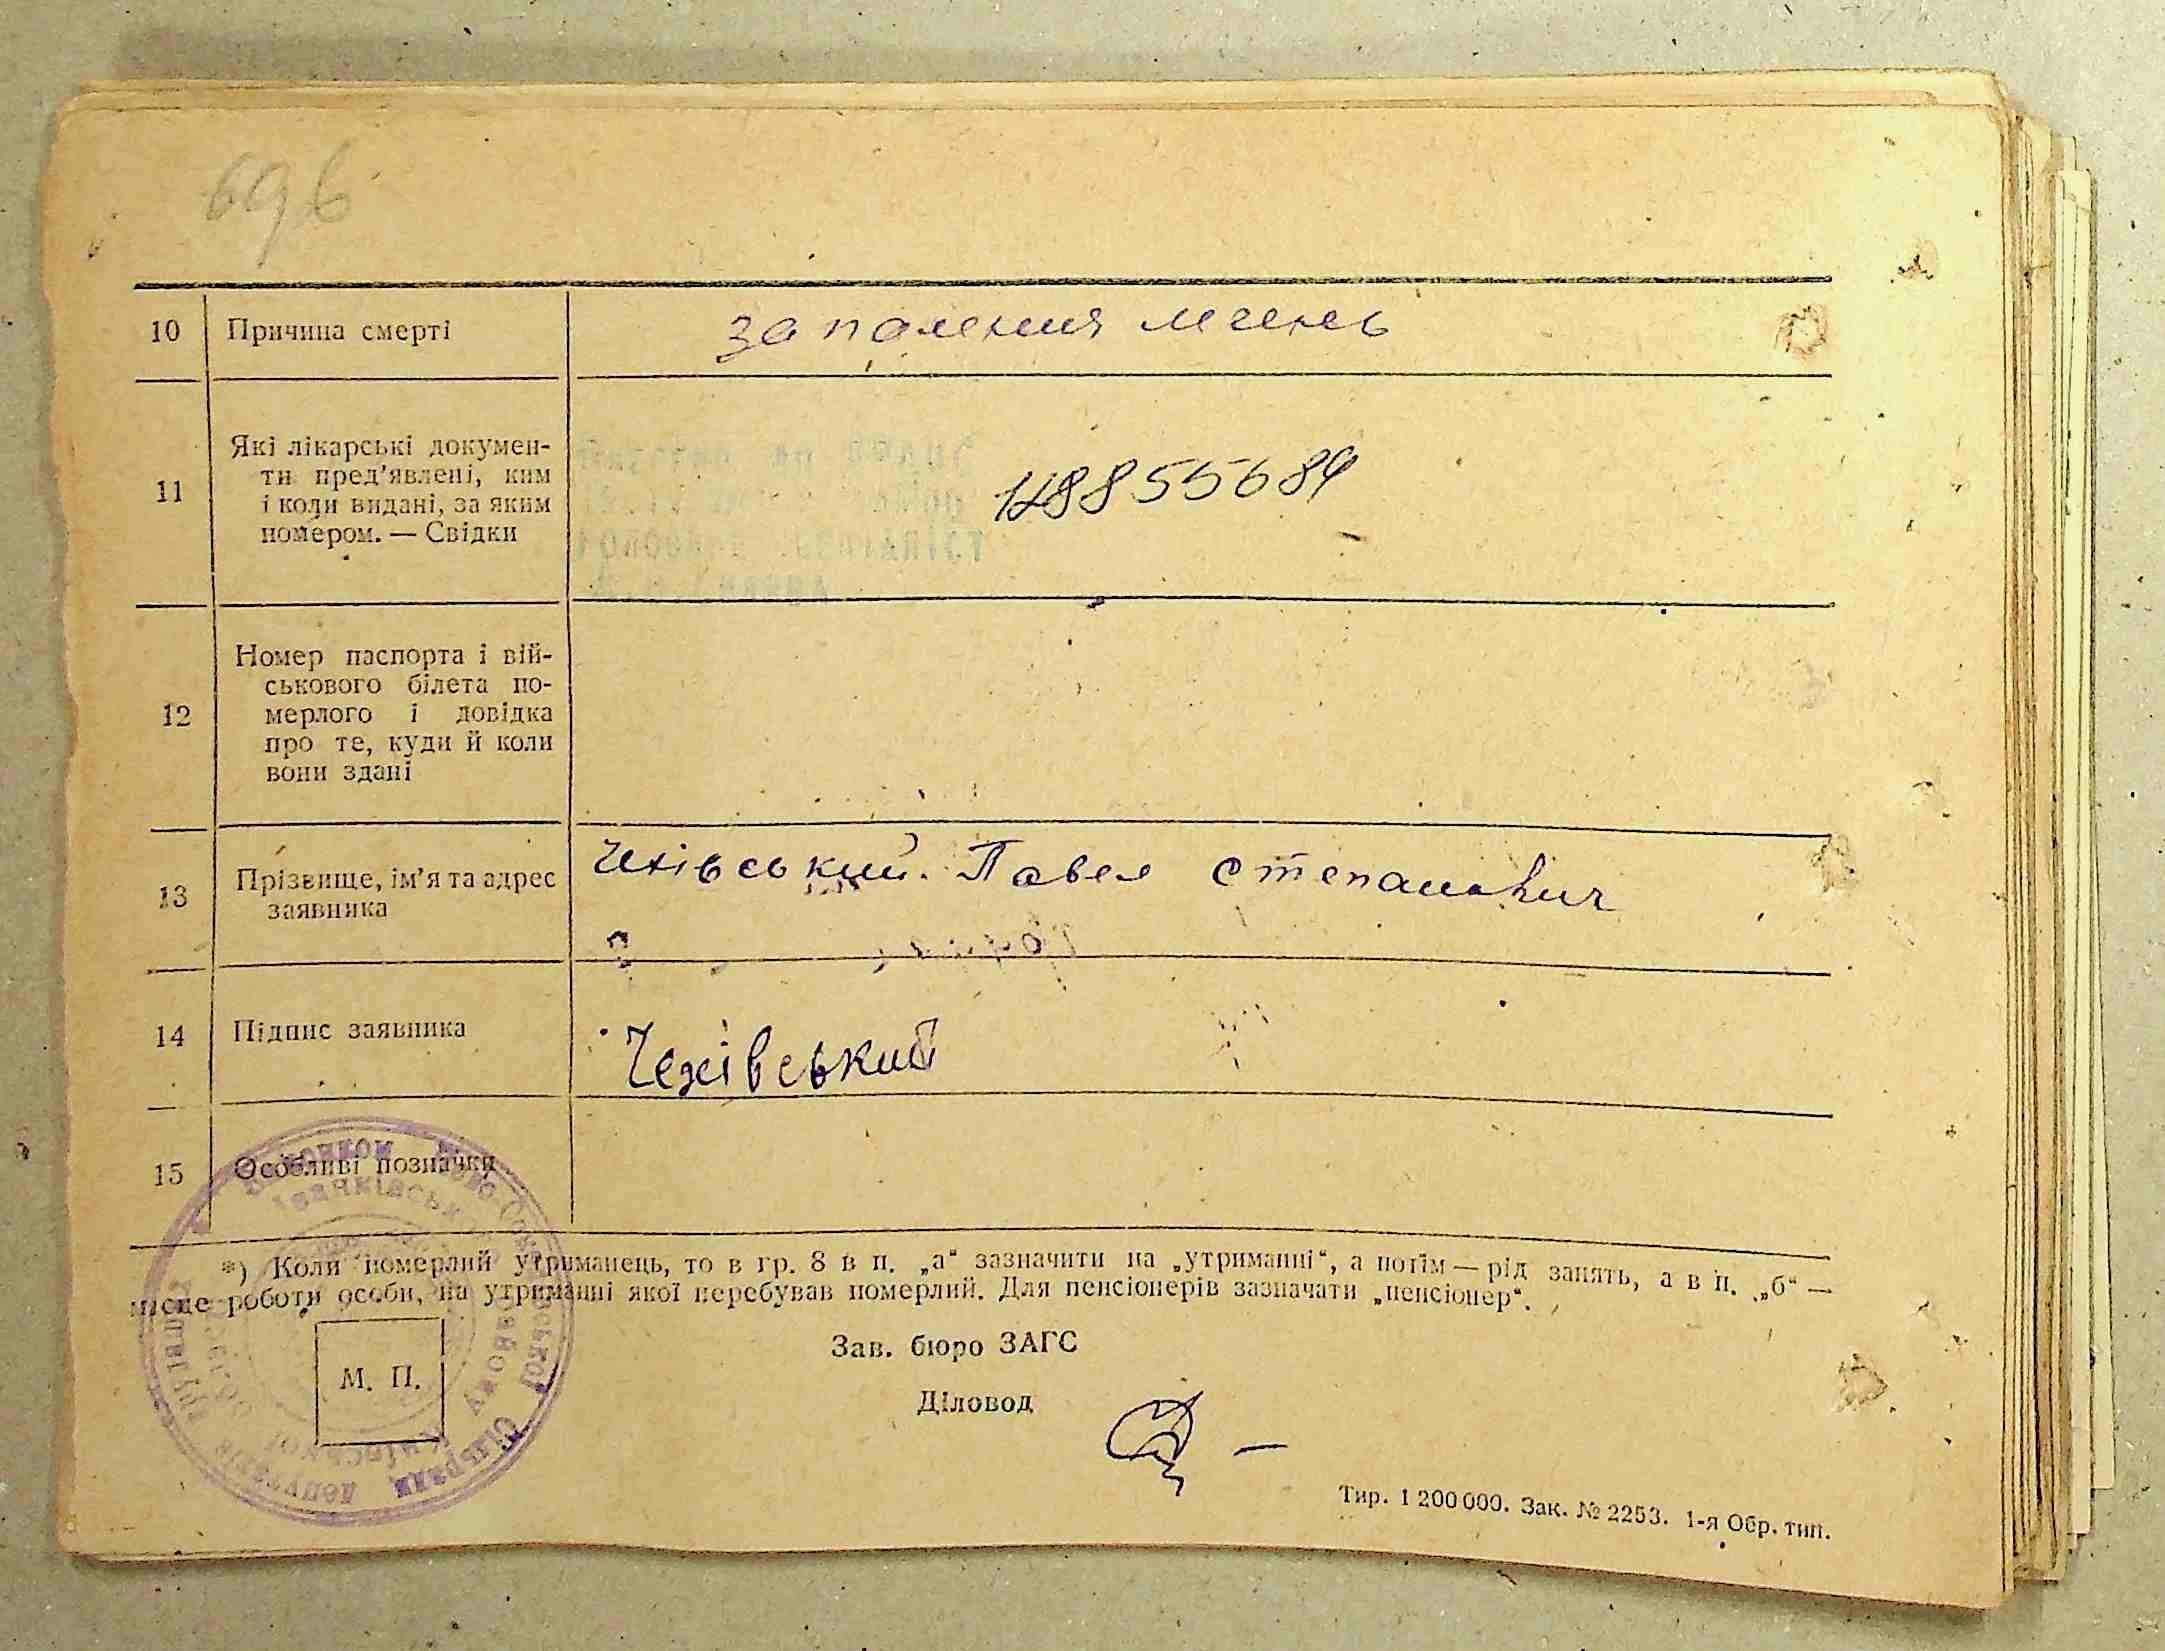 696
10 Причина смерті запаления легень
11 Які лікарські докумен-
ти пред'явлені, ким
і коли видані, за яким
номером. — Свідки
12 Номер паспорта і вій-
ськового білета по-
мерлого і довідка
про те, куди й коли
вони здані
13 Прізвище, ім'я та адрес
заявника
Чехівський. Павел Степанович
14 Підпис заявника Чехівський
15 Особливі позначки
*) Коли померлий утриманець, то в гр. 8 в п. „а“ зазначити на „утриманні“, а потім — рід занять, а в п. „б“ —
місце роботи особи, на утриманні якої перебував померлий. Для пенсіонерів зазначати „пенсіонер“.
Зав. бюро ЗАГС
М. П.
Діловод
Тир. 1 200 000. Зак. № 2253. 1-я Обр. тип.